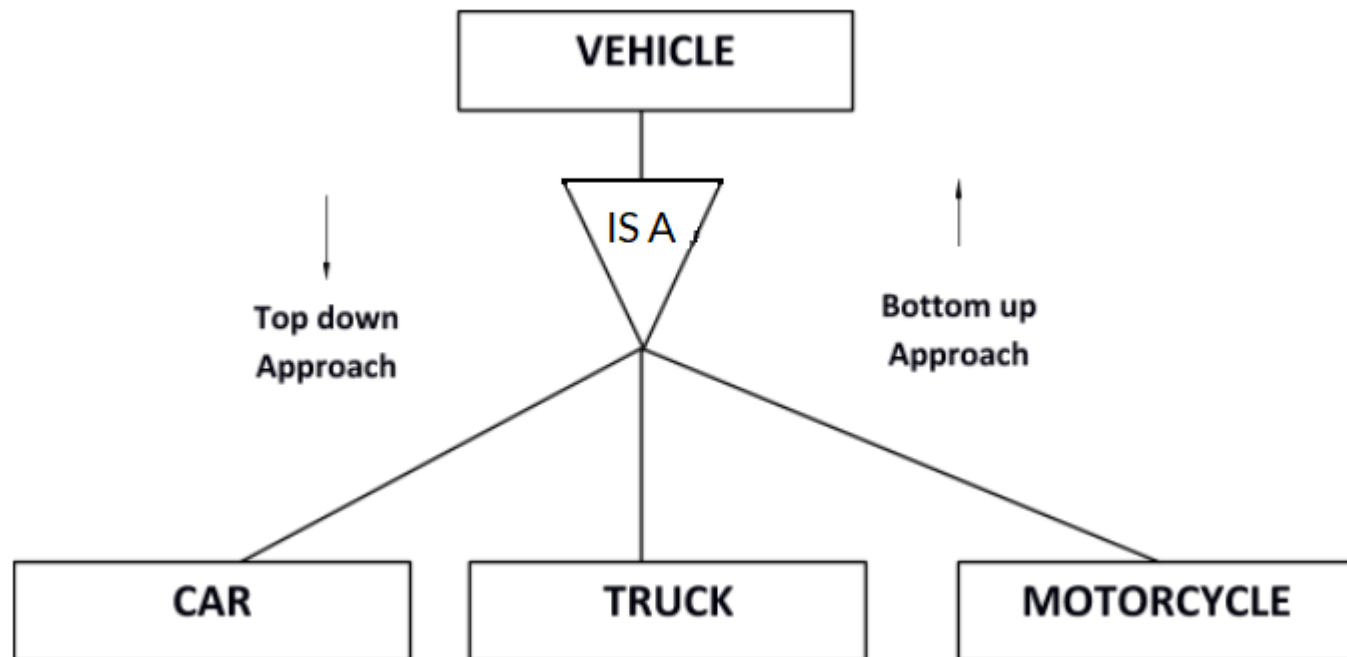 VEHICLE
IS A
Top down
Approach
Bottom up
Approach
CAR
TRUCK
MOTORCYCLE